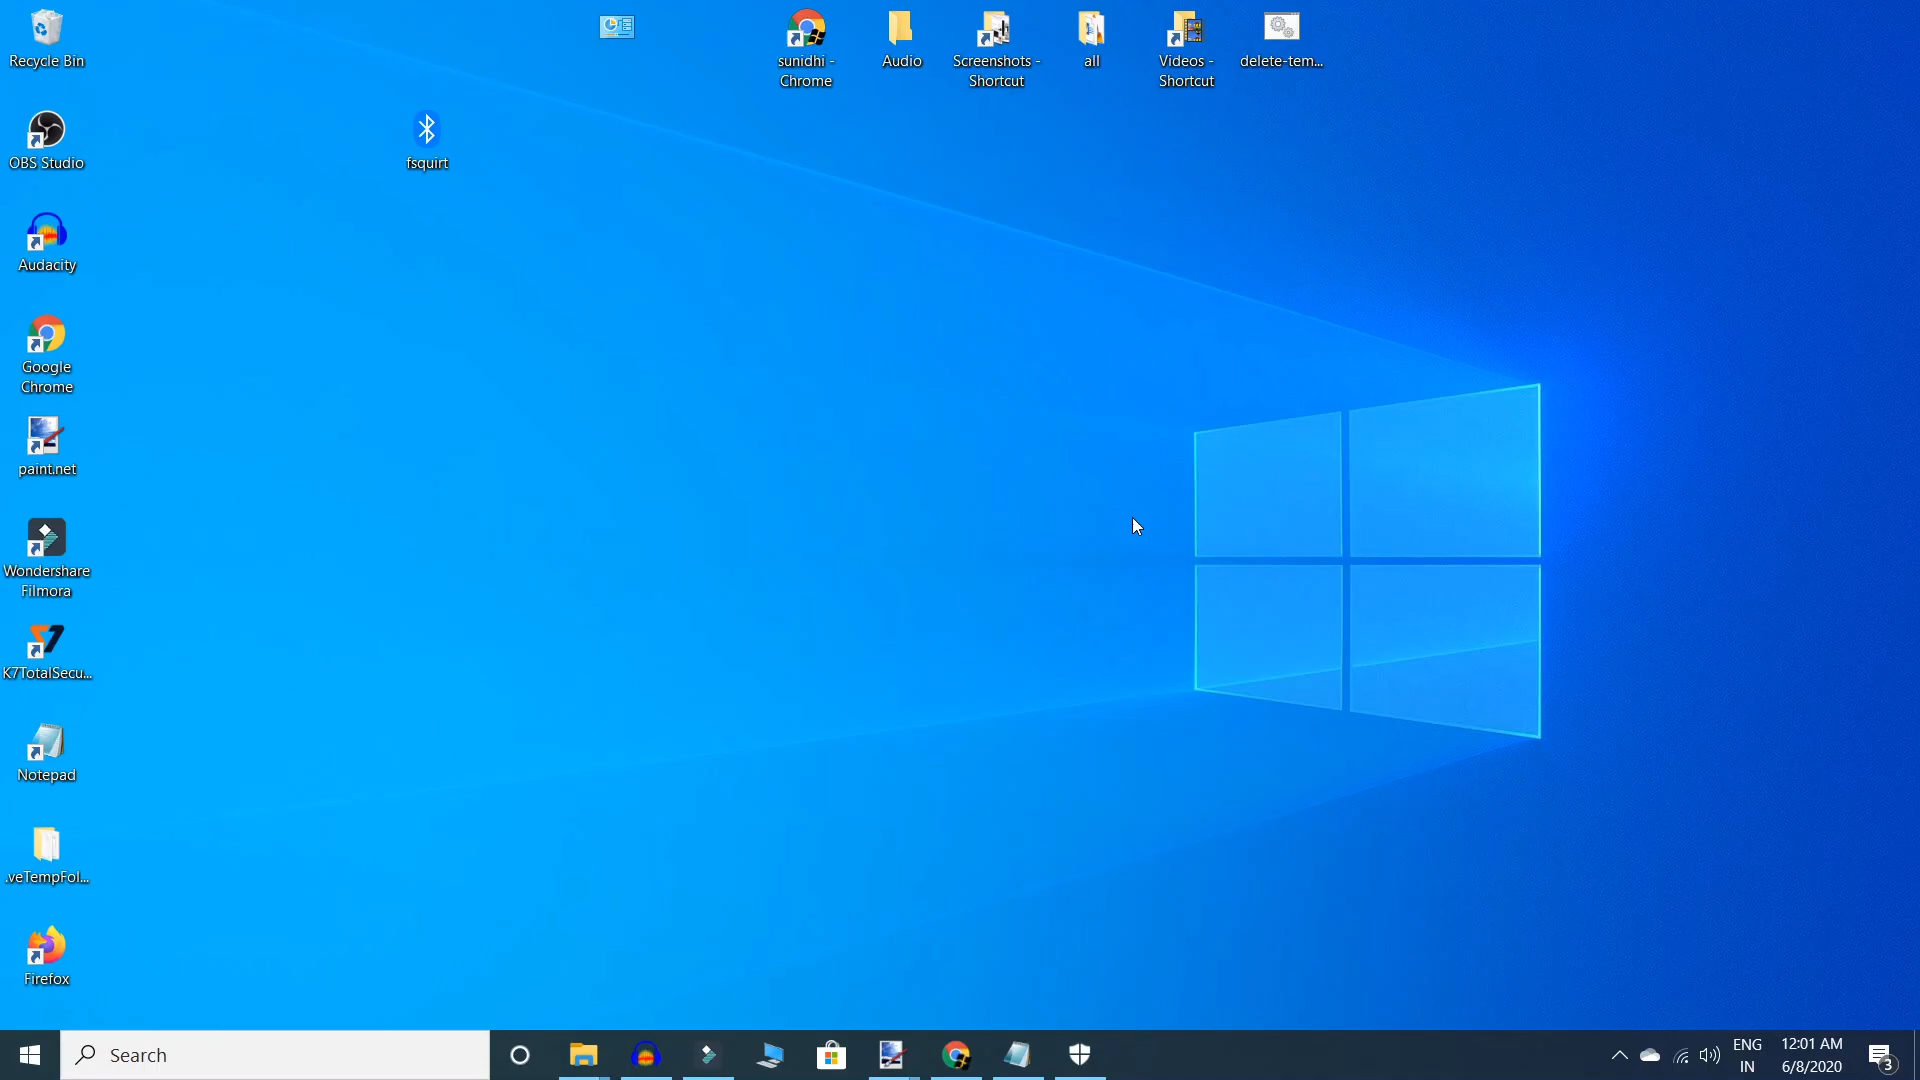 Recycle Bin
OBS Studio
Audacity
Google
Chrome
paint.net
Wondershare
Filmora
K7TotalSecu...
Notepad
.veTempFol...
Firefox
fsquirt
sunidhi -
Chrome
Audio
Screenshots -
Shortcut
all
Videos -
Shortcut
delete-tem...
Search
ENG
IN
12:01 AM
6/8/2020
3